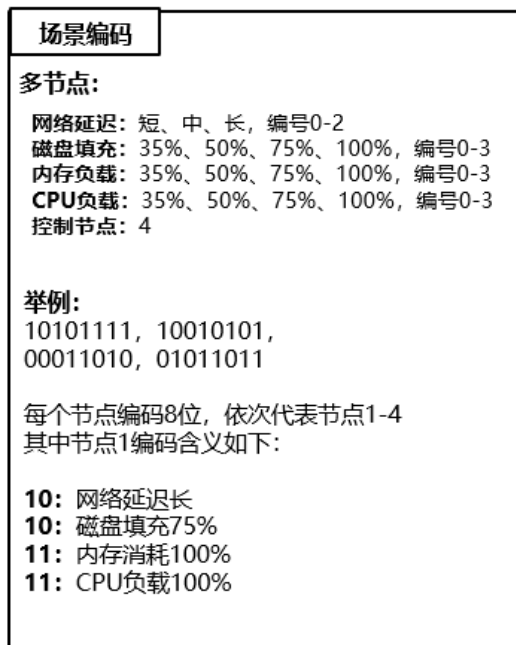 场景编码
多节点:
网络延迟：短、中、长，编号0-2
磁盘填充：35%、50%、75%、100%，编号0-3
内存负载：35%、50%、75%、100%，编号0-3
CPU负载：35%、50%、75%、100%，编号0-3
控制节点：4
举例：
10101111，10010101，
00011010，01011011
每个节点编码8位，依次代表节点1-4
其中节点1编码含义如下：
10：网络延迟长
10：磁盘填充75%
11：内存消耗100%
11：CPU负载100%